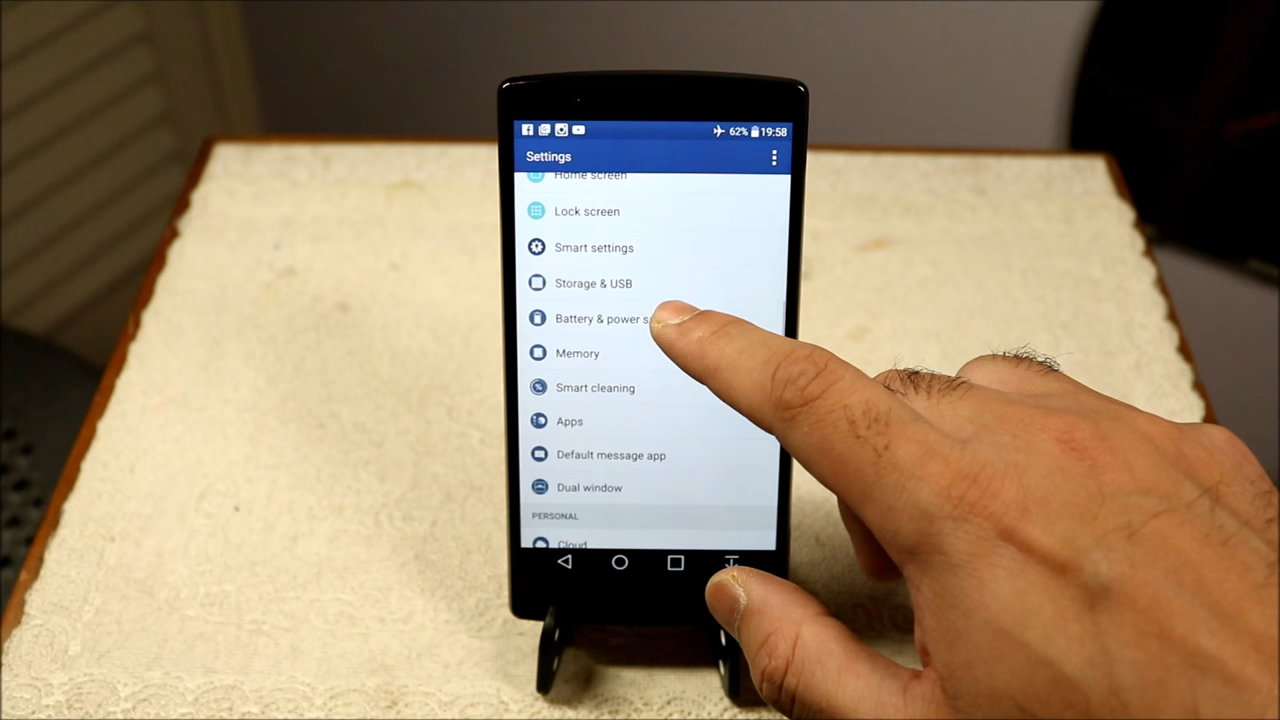 62% 19:58
Settings
Home screen
Lock screen
Smart settings
Storage & USB
Battery & power
Memory
Smart cleaning
Apps
Default message app
Dual window
PERSONAL
Cloud